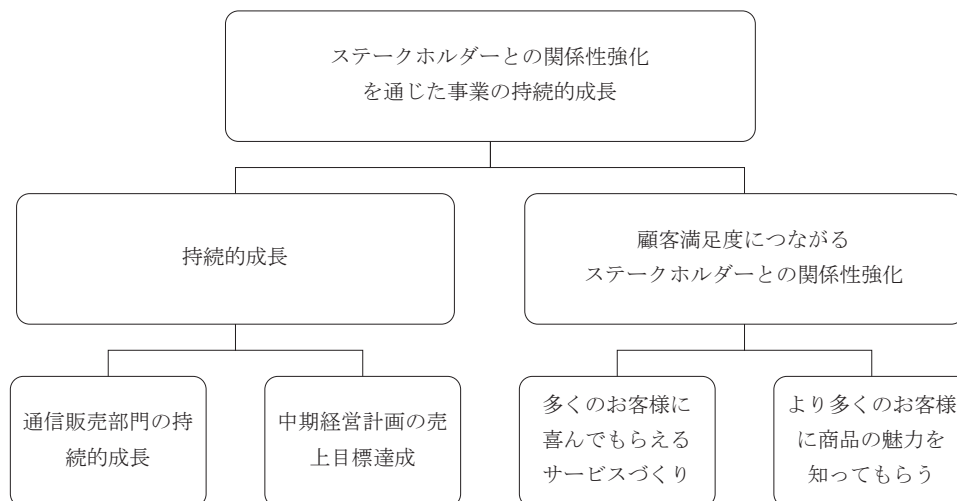 ステークホルダーとの関係性強化
を通じた事業の持続的成長
持続的成長
顧客満足度につながる
ステークホルダーとの関係性強化
通信販売部門の持
続的成長
中期経営計画の売
上目標達成
多くのお客様に
喜んでもらえる
サービスづくり
より多くのお客様
に商品の魅力を
知ってもらう